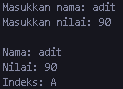 Masukkan nama: adit
Masukkan nilai: 90

Nama: adit
Nilai: 90
Indeks: A